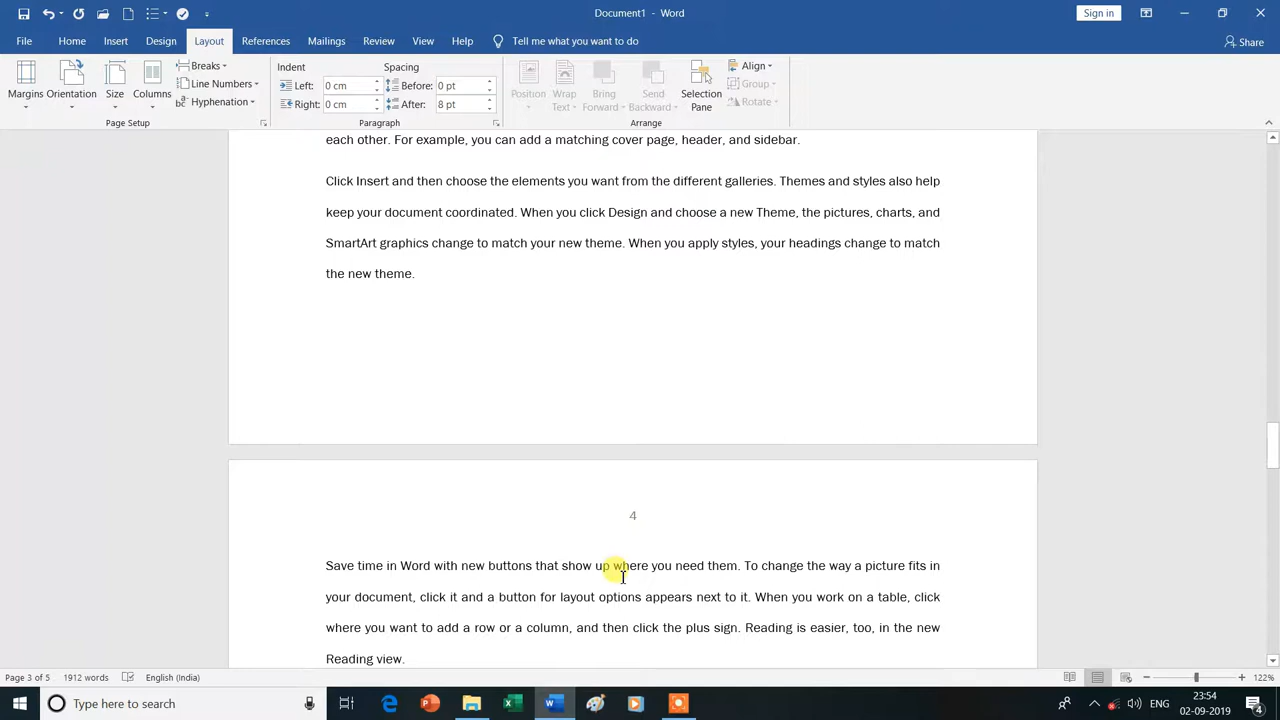 Document1 - Word
Sign in
File Home Insert Design Layout References Mailings Review View Help Tell me what you want to do Share
Margins Orientation Size Columns Breaks Line Numbers Hyphenation
Page Setup
Indent Spacing
Left: 0 cm Before: 0 pt
Right: 0 cm After: 8 pt
Paragraph
Position Wrap Text Bring Forward Send Backward Selection Pane Align Group Rotate
Arrange
each other. For example, you can add a matching cover page, header, and sidebar.
Click Insert and then choose the elements you want from the different galleries. Themes and styles also help
keep your document coordinated. When you click Design and choose a new Theme, the pictures, charts, and
SmartArt graphics change to match your new theme. When you apply styles, your headings change to match
the new theme.
4
Save time in Word with new buttons that show up where you need them. To change the way a picture fits in
your document, click it and a button for layout options appears next to it. When you work on a table, click
where you want to add a row or a column, and then click the plus sign. Reading is easier, too, in the new
Reading view.
Page 3 of 5 1912 words English (India) 122%
Type here to search
ENG
23:54
02-09-2019
4